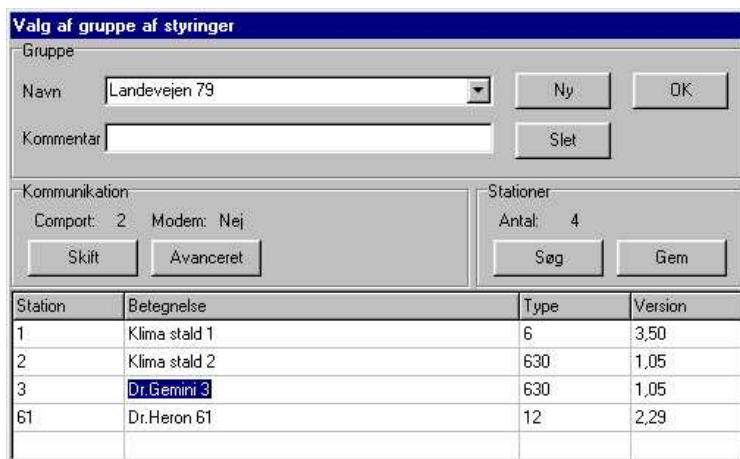 Valg af gruppe af styringer
Gruppe
Navn Landevejen 79 Ny OK
Kommentar Slet
Kommunikation Stationer
Comport: 2 Modem: Nej Antal: 4
Skift Avanceret Søg Gem
Station Betegnelse Type Version
1 Klima stald 1 6 3,50
2 Klima stald 2 630 1,05
3 Dr.Gemini 3 630 1,05
61 Dr.Heron 61 12 2,29